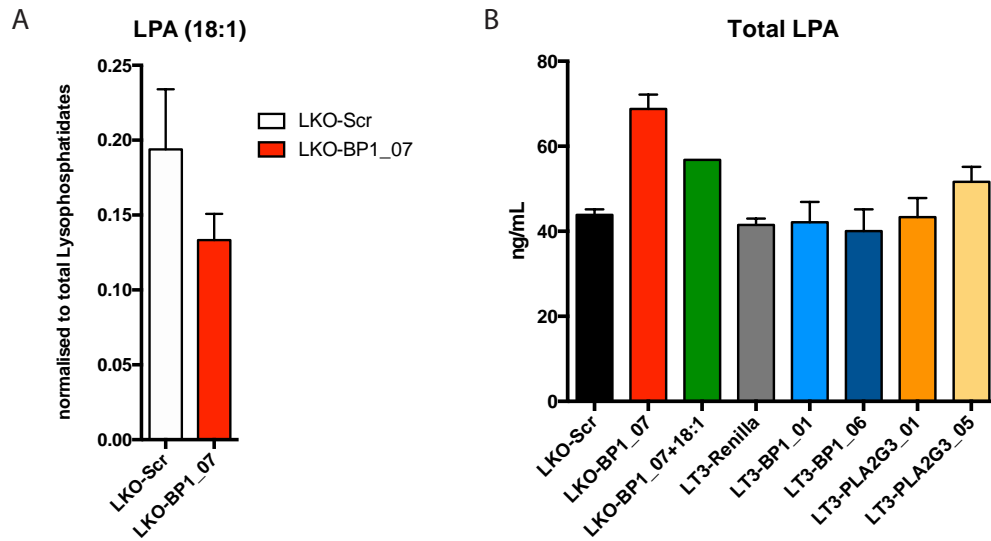 A
LPA (18:1)
normalised to total Lysophosphatidates
0.25
0.20
0.15
0.10
0.05
0.00
LKO-Scr
LKO-BP1_07
LKO-Scr
LKO-BP1_07
B
Total LPA
ng/mL
80
60
40
20
0
LKO-Scr
LKO-BP1_07
LKO-BP1_07+18:1
LT3-Renilla
LT3-BP1_01
LT3-BP1_06
LT3-PLA2G3_01
LT3-PLA2G3_05